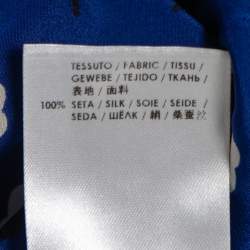 TESSUTO / FABRIC / TISSU /
GEWEBE / TEJIDO / ТКАНЬ /
表地 / 面料
100% SETA / SILK / SOIE / SEIDE /
SEDA / ШЁЛК / 絹 / 桑蚕丝